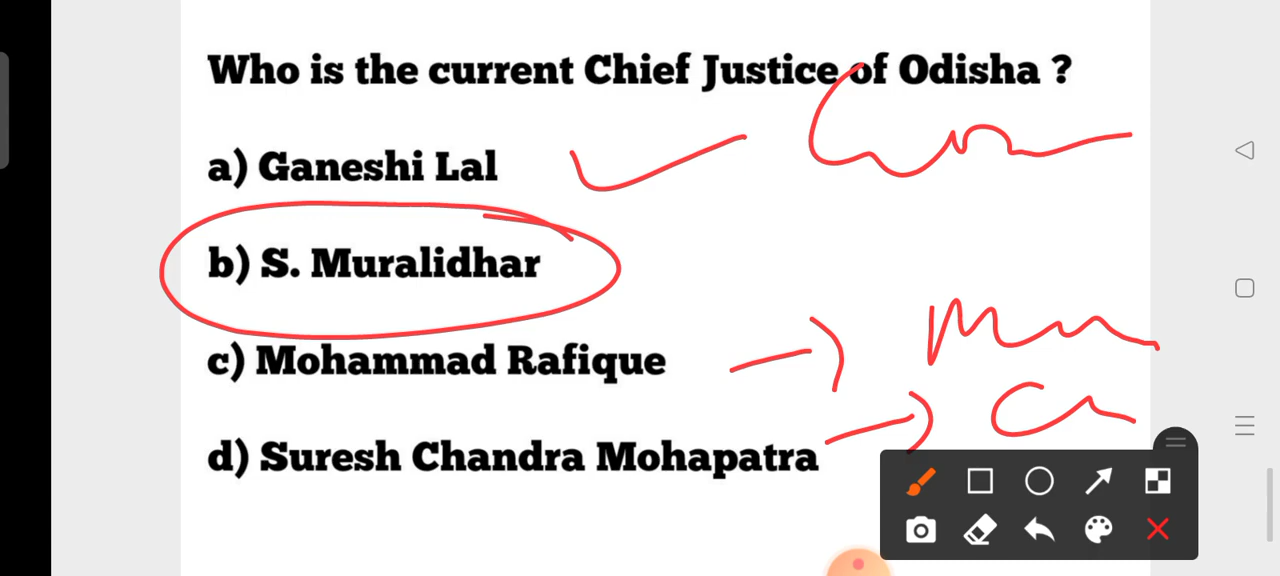 Who is the current Chief Justice of Odisha ?
a) Ganeshi Lal
b) S. Muralidhar
c) Mohammad Rafique
d) Suresh Chandra Mohapatra